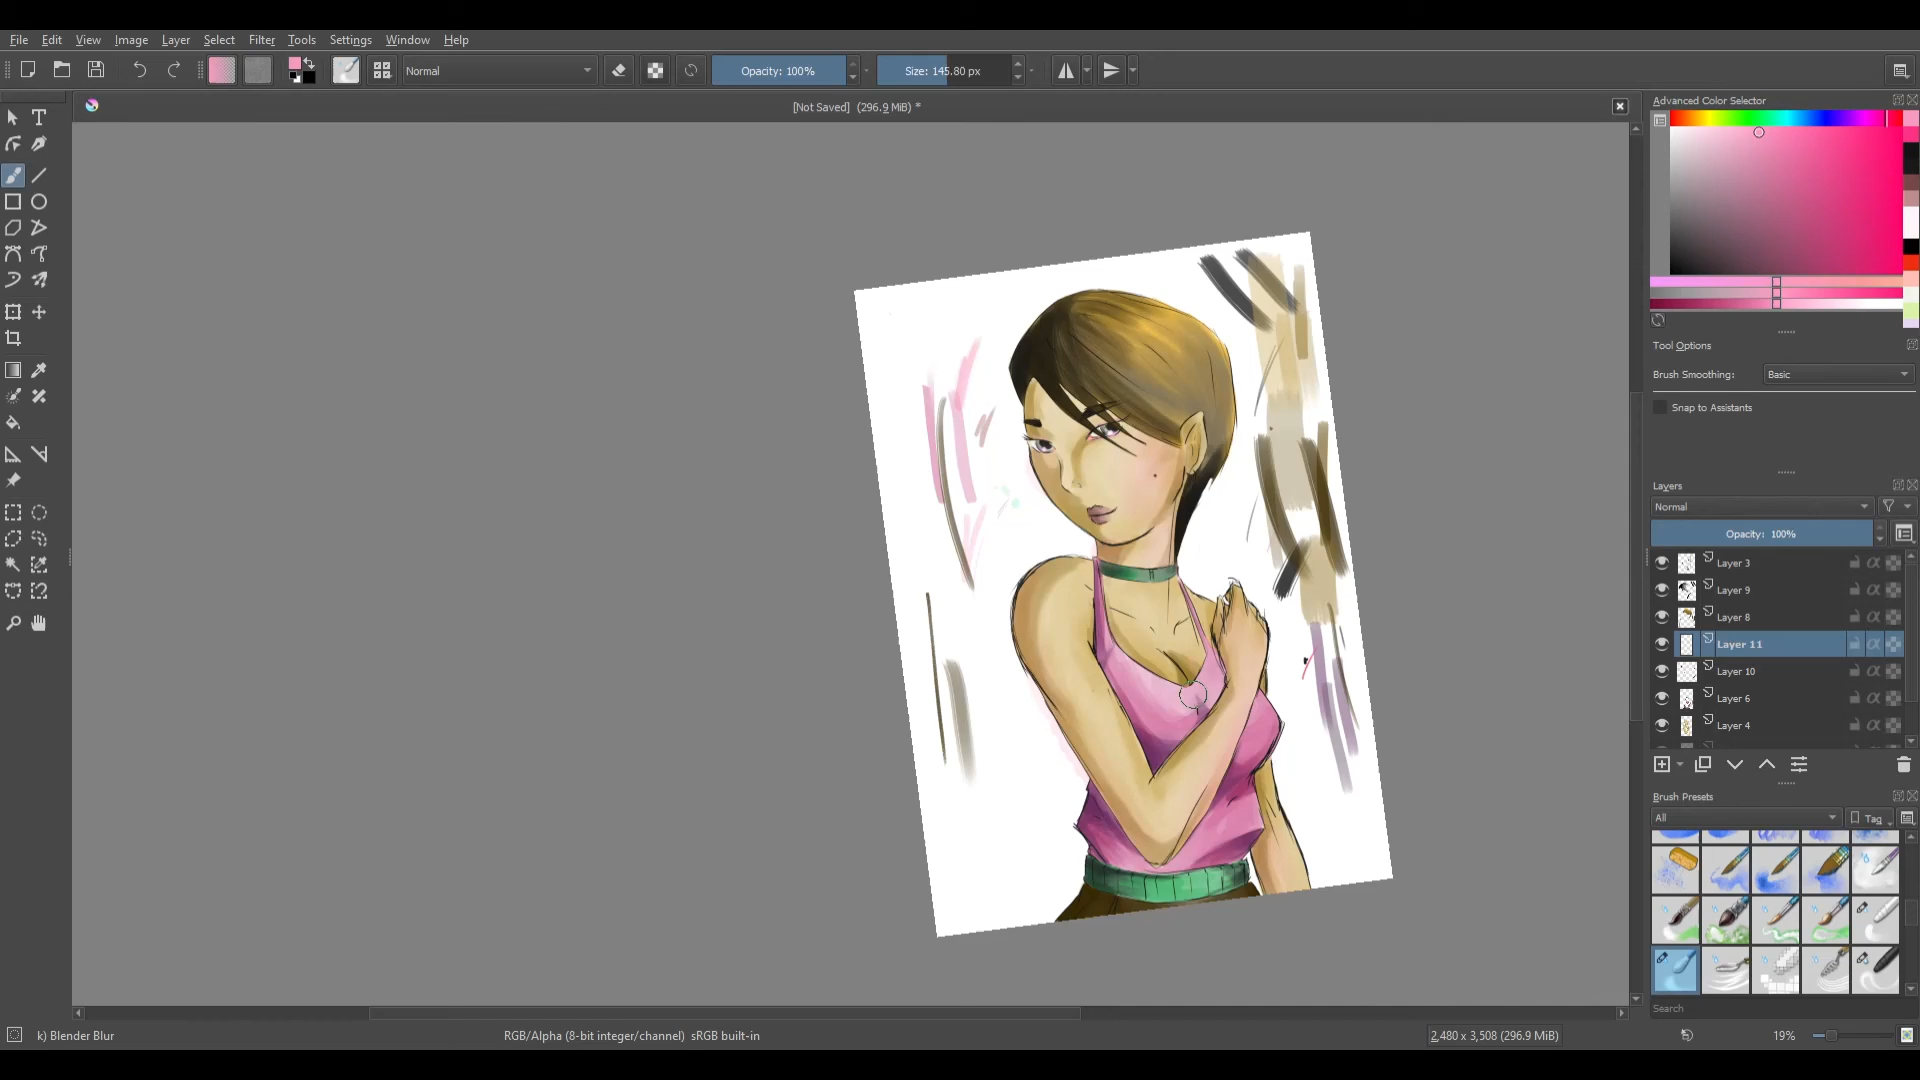 File Edit View Image Layer Select Filter Tools Settings Window Help
Normal Opacity: 100% Size: 145.80 px
[Not Saved] (296.9 MiB) *
Advanced Color Selector
Tool Options
Brush Smoothing: Basic
Snap to Assistants
Layers
Normal
Opacity: 100%
Layer 3
Layer 9
Layer 8
Layer 11
Layer 10
Layer 6
Layer 4
Brush Presets
All Tag
Search
k) Blender Blur RGB/Alpha (8-bit integer/channel) sRGB built-in 2,480 x 3,508 (296.9 MiB) 19%